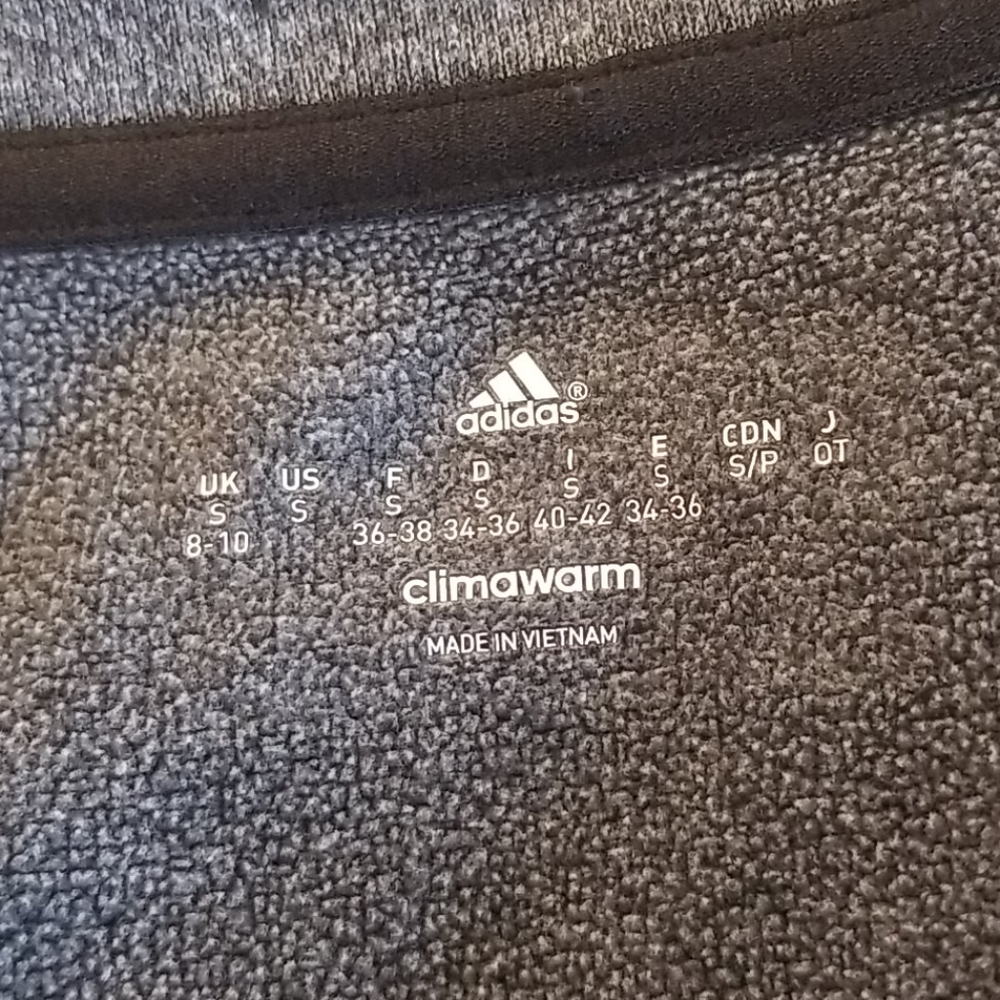 adidas®
UK US F D I E CDN J
S S S S S S S/P OT
8-10 36-38 34-36 40-42 34-36
climawarm
MADE IN VIETNAM